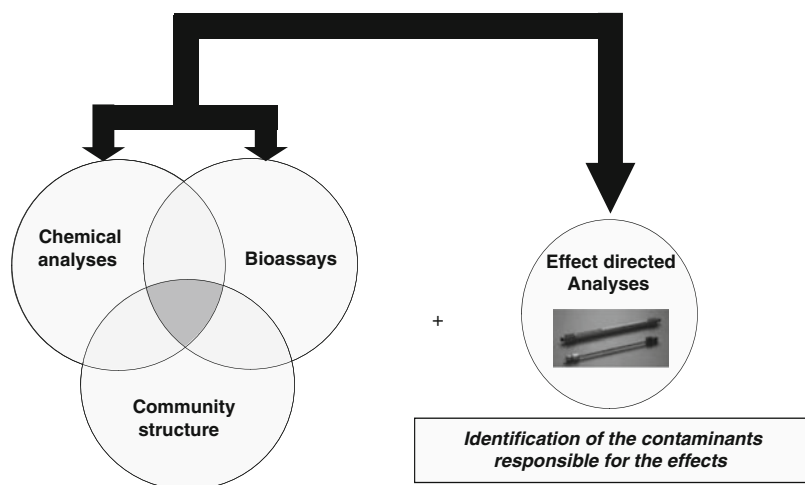 Chemical
analyses
Bioassays
Community
structure
+
Effect directed
Analyses
Identification of the contaminants
responsible for the effects